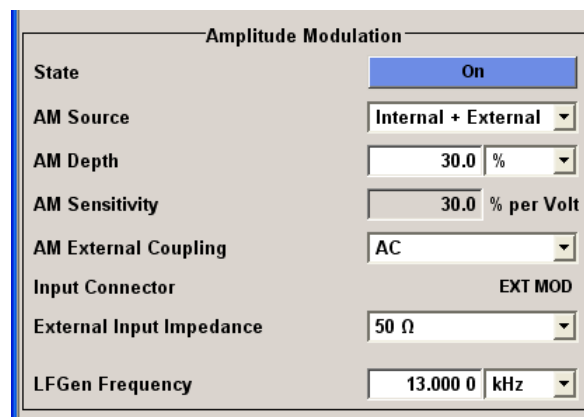 Amplitude Modulation
State On
AM Source Internal + External
AM Depth 30.0 %
AM Sensitivity 30.0 % per Volt
AM External Coupling AC
Input Connector EXT MOD
External Input Impedance 50 Ω
LFGen Frequency 13.000 0 kHz